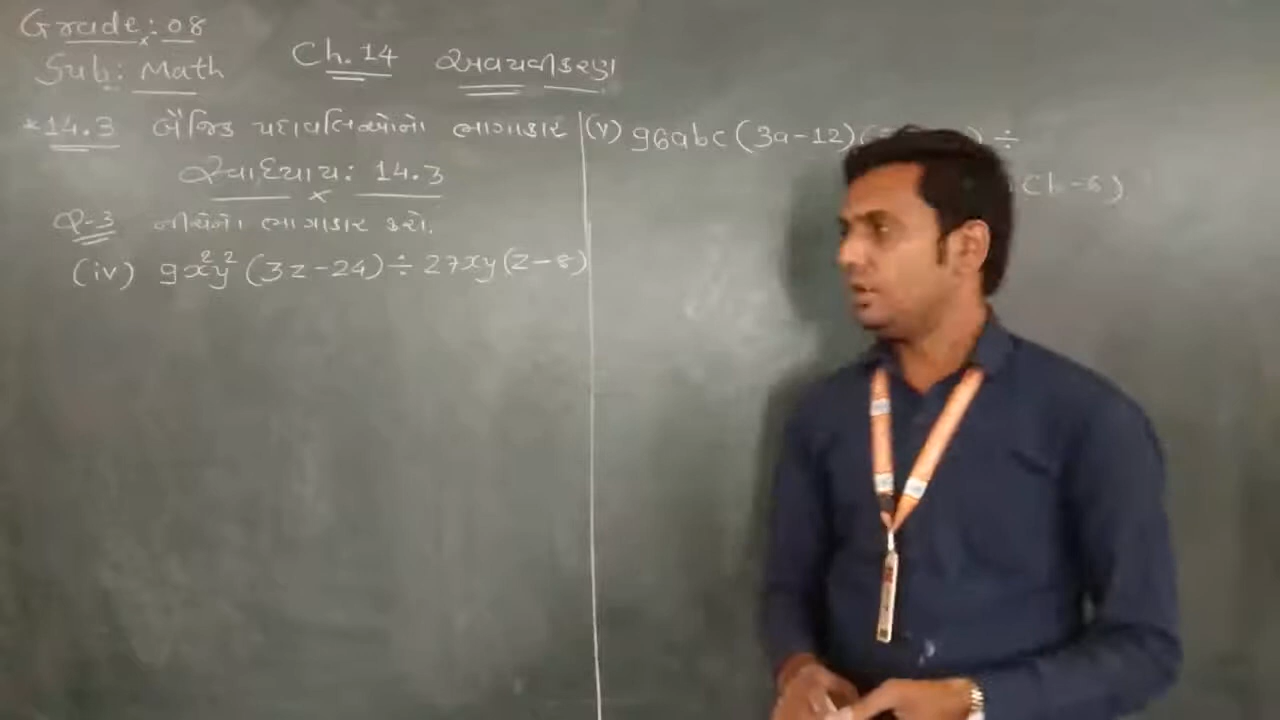 Grade: 08
Sub: Math
Ch. 14 અવયવીકરણ
*14.3 બૈજિક પદાવલિઓનો ભાગાકાર
સ્વાધ્યાય: 14.3
Q-3 નીચેનો ભાગાકાર કરો.
(iv) 9x²y²(3z-24)÷27xy(z-8)
(v) 96abc(3a-12) ÷